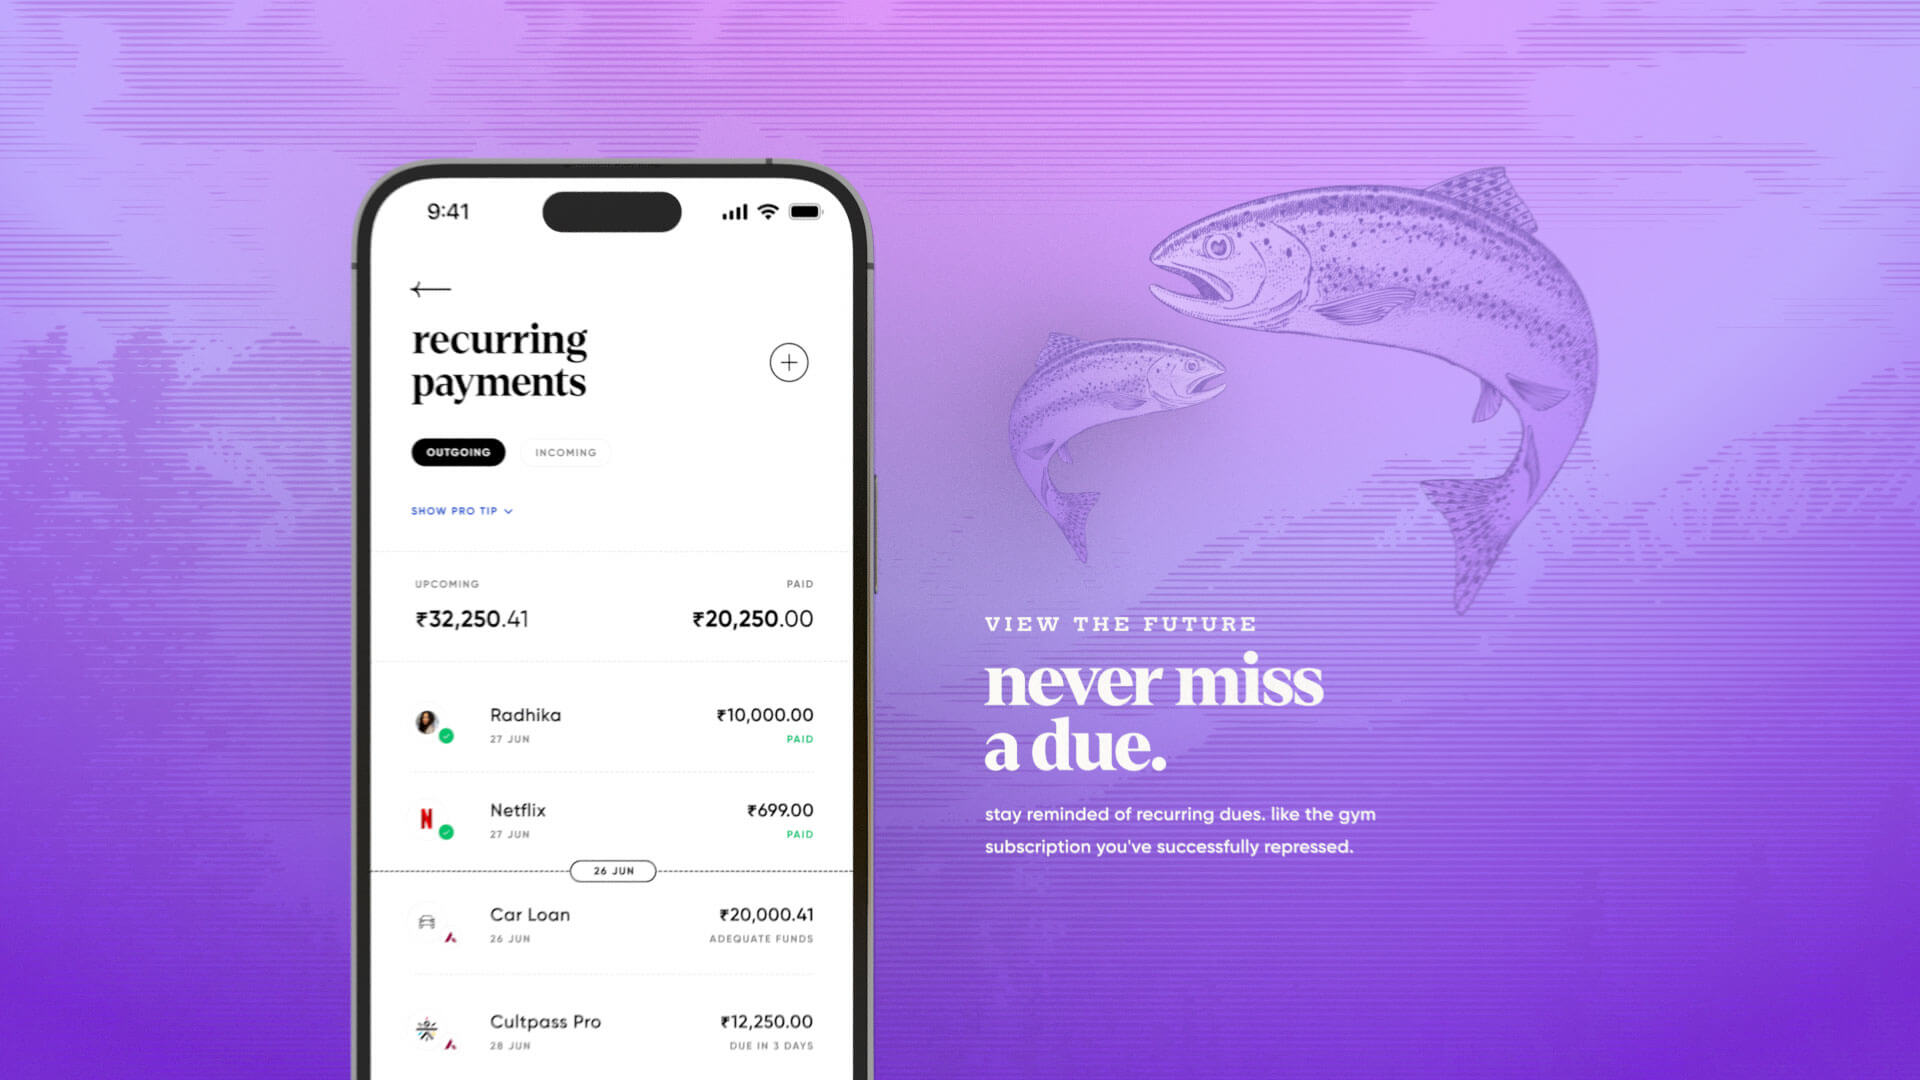 9:41
recurring
payments
OUTGOING INCOMING
SHOW PRO TIP
UPCOMING PAID
₹32,250.41 ₹20,250.00
Radhika ₹10,000.00
27 JUN PAID
N
Netflix ₹699.00
27 JUN PAID
26 JUN
Car Loan ₹20,000.41
26 JUN ADEQUATE FUNDS
Cultpass Pro ₹12,250.00
28 JUN DUE IN 3 DAYS
VIEW THE FUTURE
never miss
a due.
stay reminded of recurring dues. like the gym
subscription you've successfully repressed.